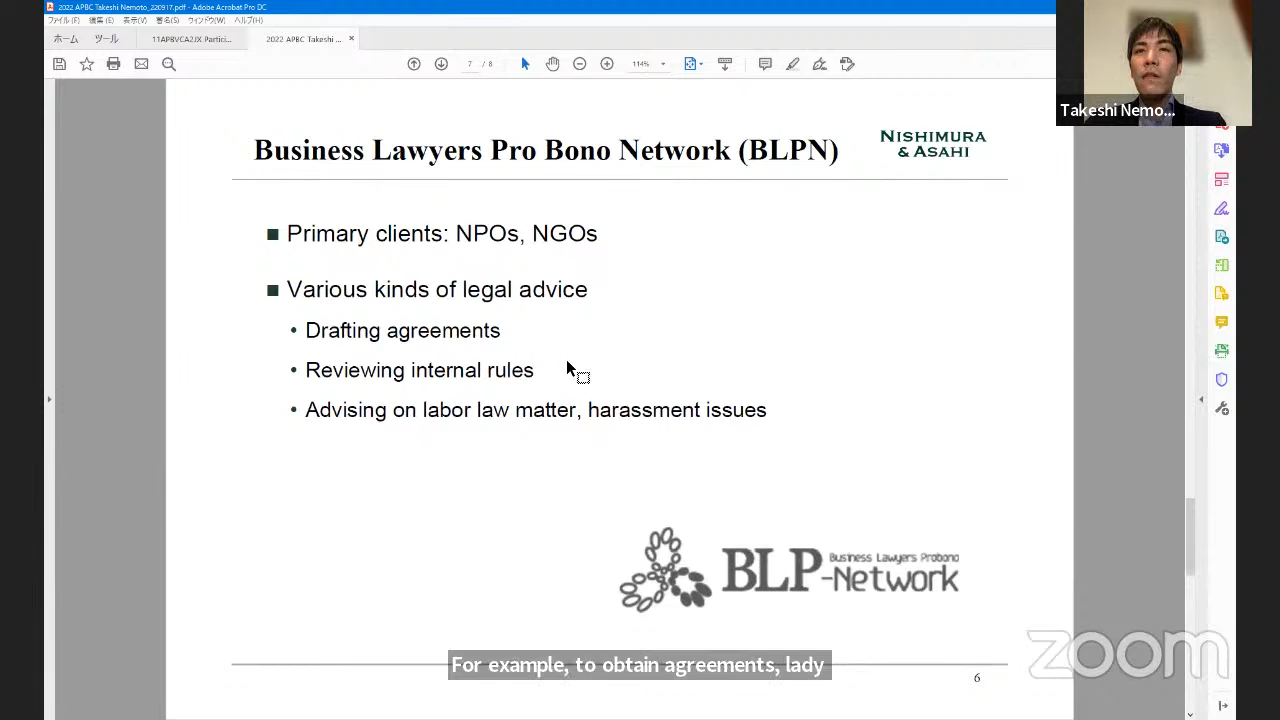 2022 APBC Takeshi Nemoto_220917.pdf - Adobe Acrobat Pro DC
ファイル(F) 編集(E) 表示(V) 署名(S) ウィンドウ(W) ヘルプ(H)
ホーム ツール 11APBVCA2JX.Partici... 2022 APBC Takeshi ... ×
7 / 8 114%
Takeshi Nemo...
Business Lawyers Pro Bono Network (BLPN)
NISHIMURA
& ASAHI
■ Primary clients: NPOs, NGOs
■ Various kinds of legal advice
• Drafting agreements
• Reviewing internal rules
• Advising on labor law matter, harassment issues
BLP-Network
Business Lawyers Probono
For example, to obtain agreements, lady
6
zoom